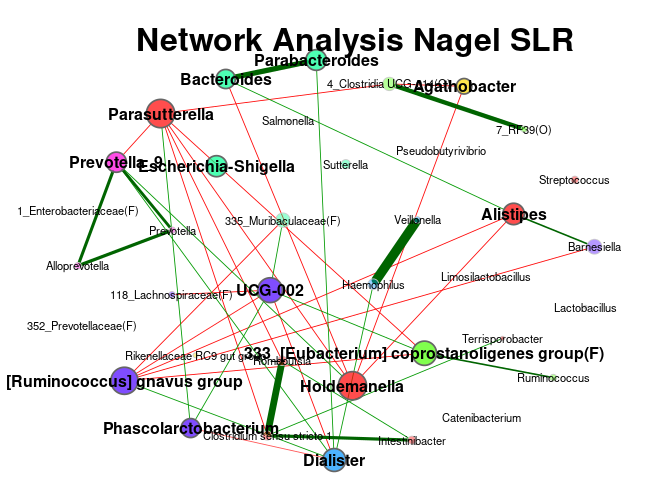 Network Analysis Nagel SLR
Parabacteroides
Bacteroides
4_Clostridia UCG-014(O)
Agathobacter
Parasutterella
Salmonella
7_RF39(O)
Pseudobutyrivibrio
Prevotella_9
Escherichia-Shigella
Sutterella
Streptococcus
1_Enterobacteriaceae(F)
335_Muribaculaceae(F)
Veillonella
Alistipes
Prevotella
Barnesiella
Alloprevotella
Haemophilus
Limosilactobacillus
118_Lachnospiraceae(F)
UCG-002
Lactobacillus
352_Prevotellaceae(F)
Terrisporobacter
Rikenellaceae RC9 gut group
333_[Eubacterium] coprostanoligenes group(F)
Romboutsia
[Ruminococcus] gnavus group
Holdemanella
Ruminococcus
Catenibacterium
Phascolarctobacterium
Clostridium sensu stricto 1
Intestinibacter
Dialister